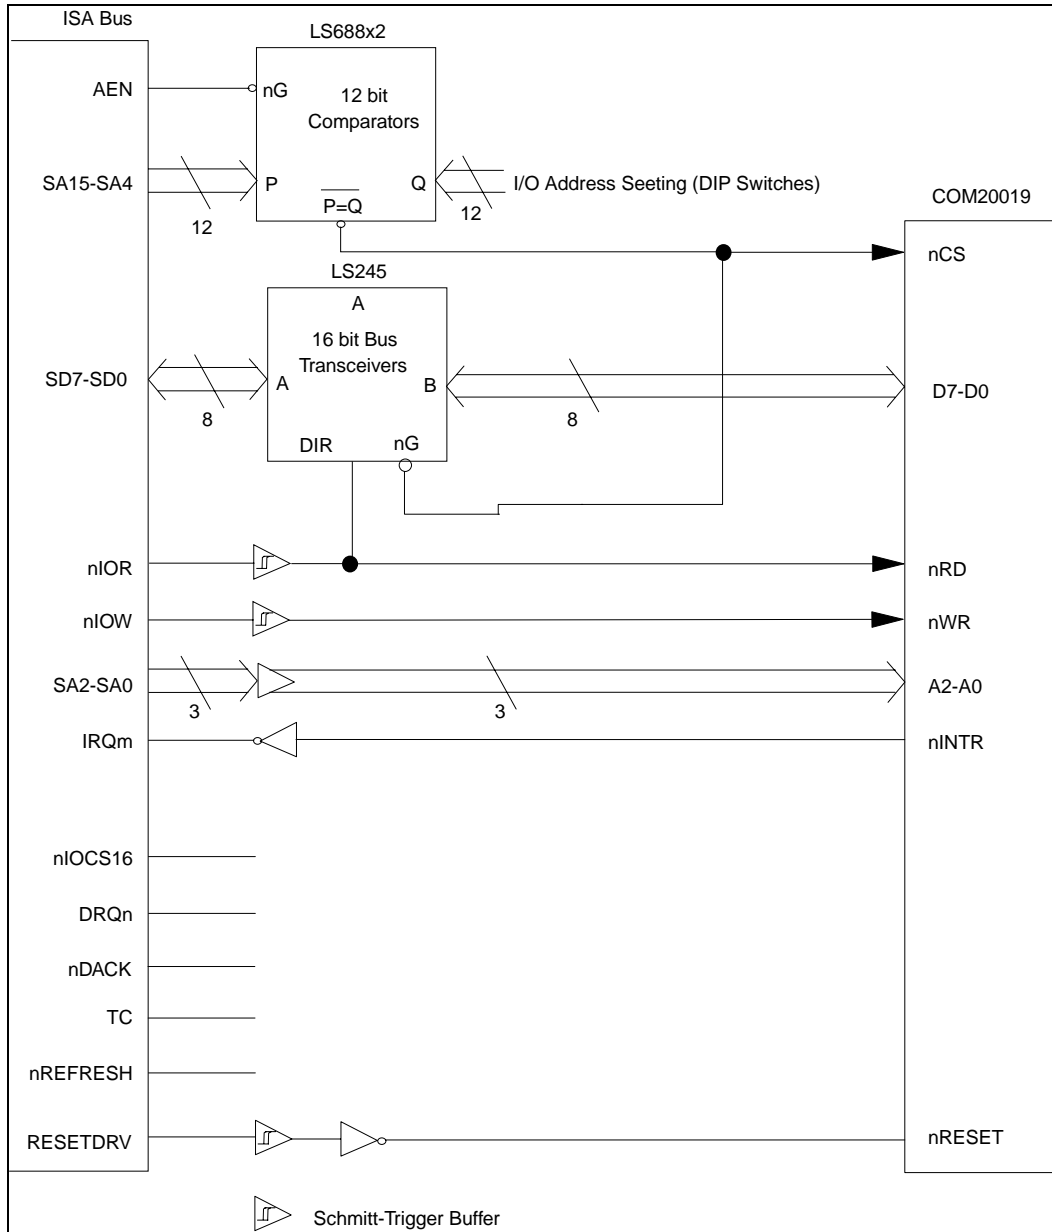 ISA Bus
LS688x2
AEN
nG
12 bit
Comparators
SA15-SA4
12
P
Q
P=Q
12
I/O Address Seeting (DIP Switches)
COM20019
nCS
LS245
A
16 bit Bus
Transceivers
SD7-SD0
8
A
B
8
D7-D0
DIR
nG
nIOR
nRD
nIOW
nWR
SA2-SA0
3
3
A2-A0
IRQm
nINTR
nIOCS16
DRQn
nDACK
TC
nREFRESH
RESETDRV
nRESET
Schmitt-Trigger Buffer